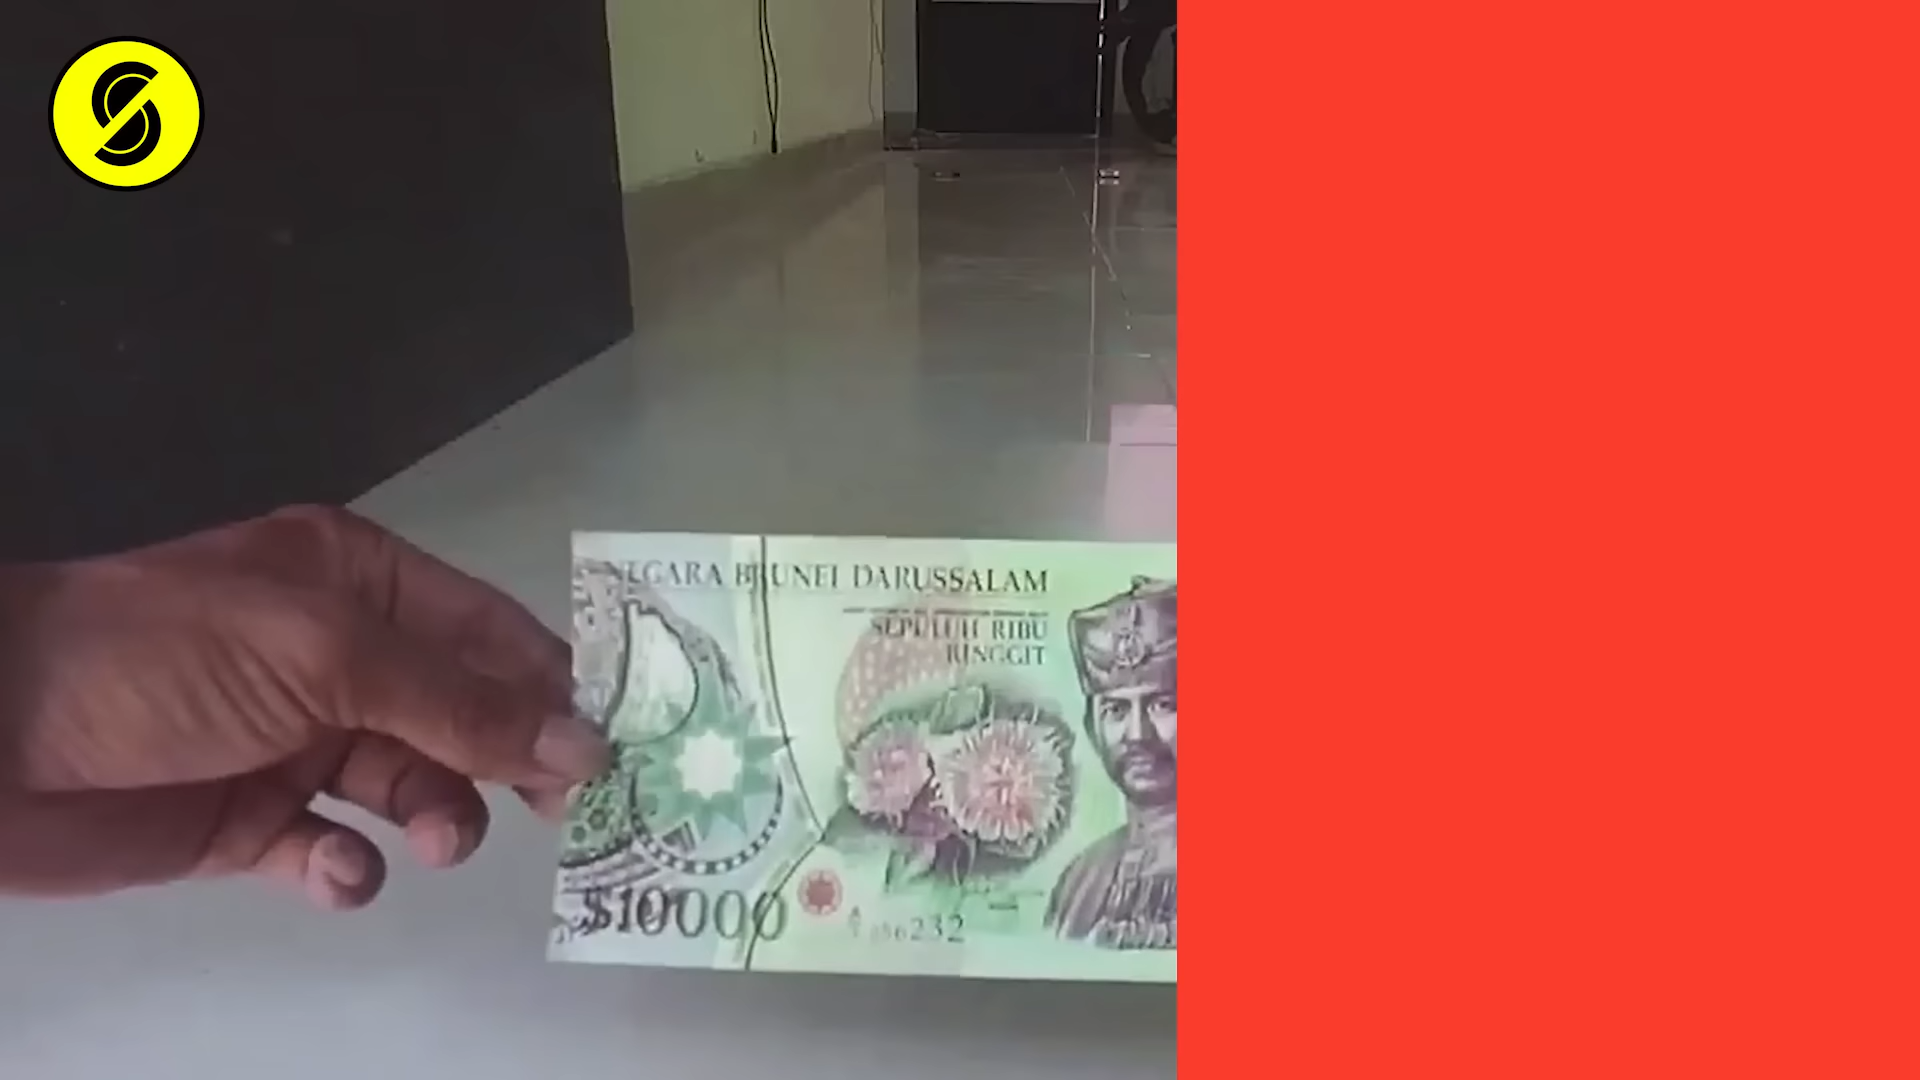 NEGARA BRUNEI DARUSSALAM
SEPULUH RIBU
RINGGIT
$10000